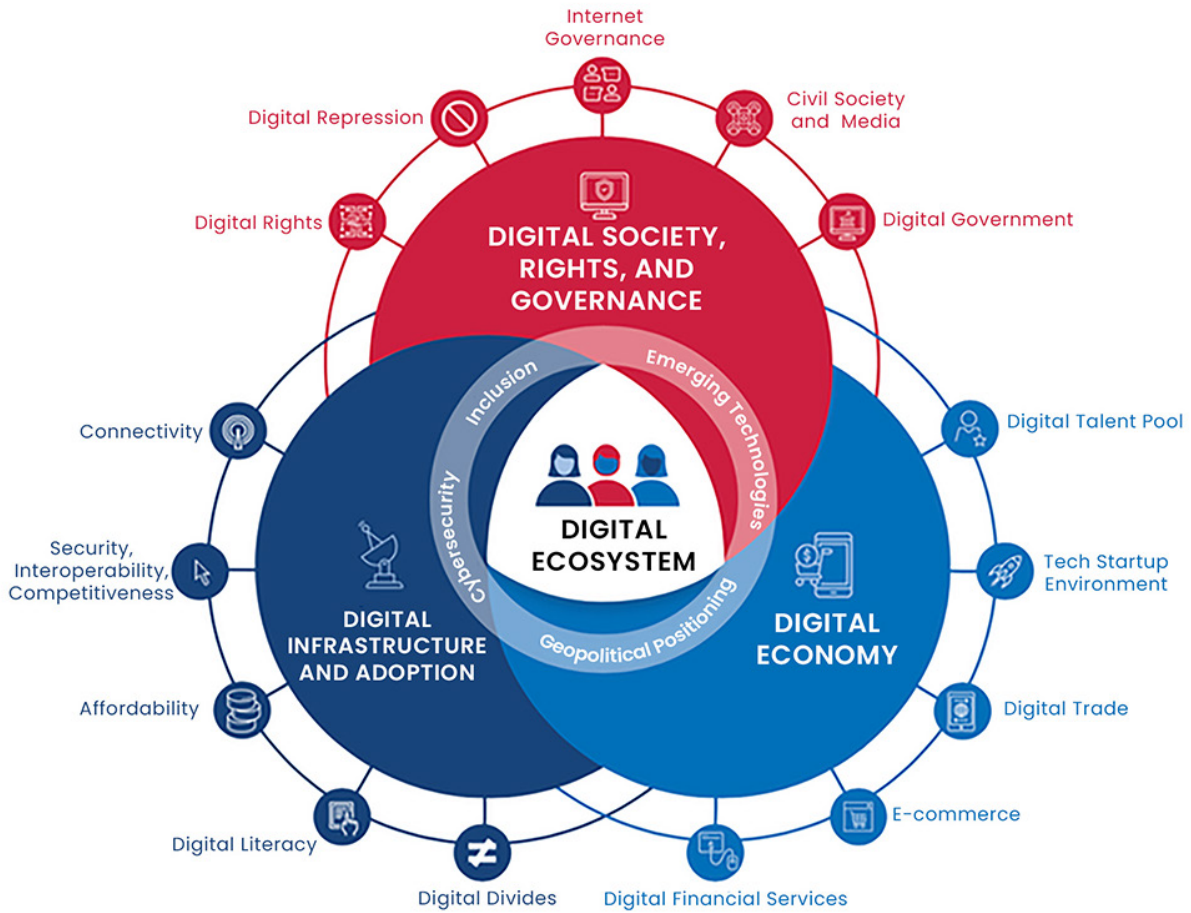 Internet
Governance
Digital Repression
Civil Society
and Media
Digital Rights
Digital Government
DIGITAL SOCIETY,
RIGHTS, AND
GOVERNANCE
Inclusion
Emerging Technologies
Cybersecurity
Geopolitical Positioning
DIGITAL
ECOSYSTEM
Connectivity
Security,
Interoperability,
Competitiveness
Affordability
Digital Literacy
Digital Divides
DIGITAL
INFRASTRUCTURE
AND ADOPTION
DIGITAL
ECONOMY
Digital Talent Pool
Tech Startup
Environment
Digital Trade
E-commerce
Digital Financial Services